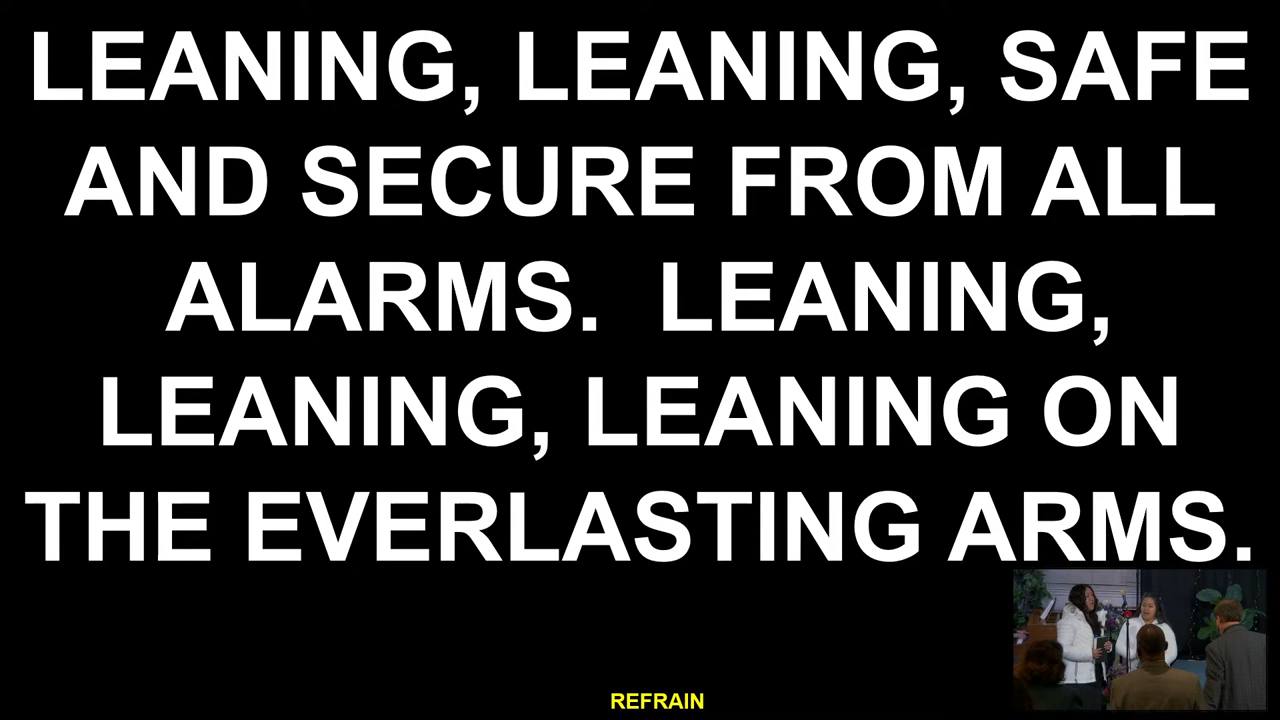 LEANING, LEANING, SAFE
AND SECURE FROM ALL
ALARMS.  LEANING,
LEANING, LEANING ON
THE EVERLASTING ARMS.
REFRAIN